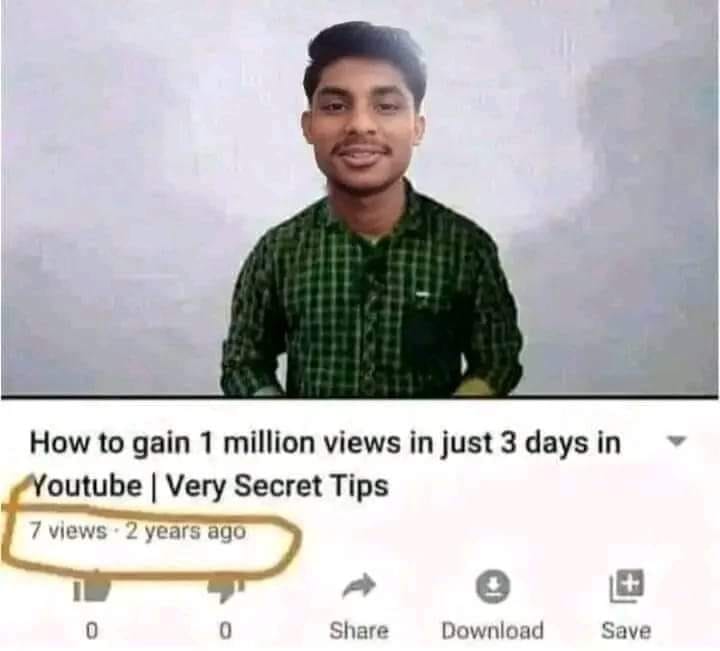 How to gain 1 million views in just 3 days in
Youtube | Very Secret Tips
7 views · 2 years ago
0 0 Share Download Save